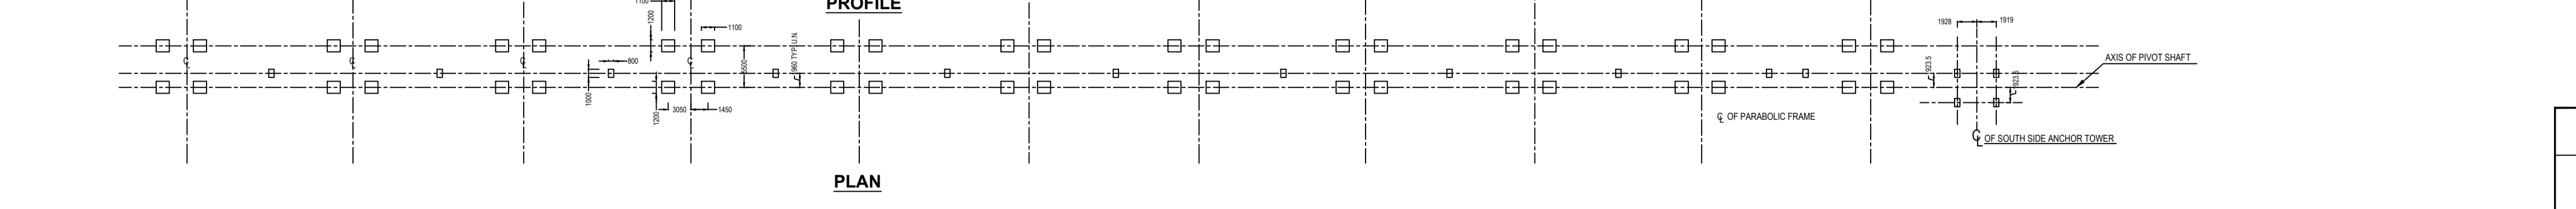 PROFILE
1100
1200
1100
1928
1919
960 TYP U.N.
5500
AXIS OF PIVOT SHAFT
℄
℄
℄
℄
800
923.5
923.5
1000
1200
3050
1450
℄ OF PARABOLIC FRAME
℄ OF SOUTH SIDE ANCHOR TOWER
PLAN